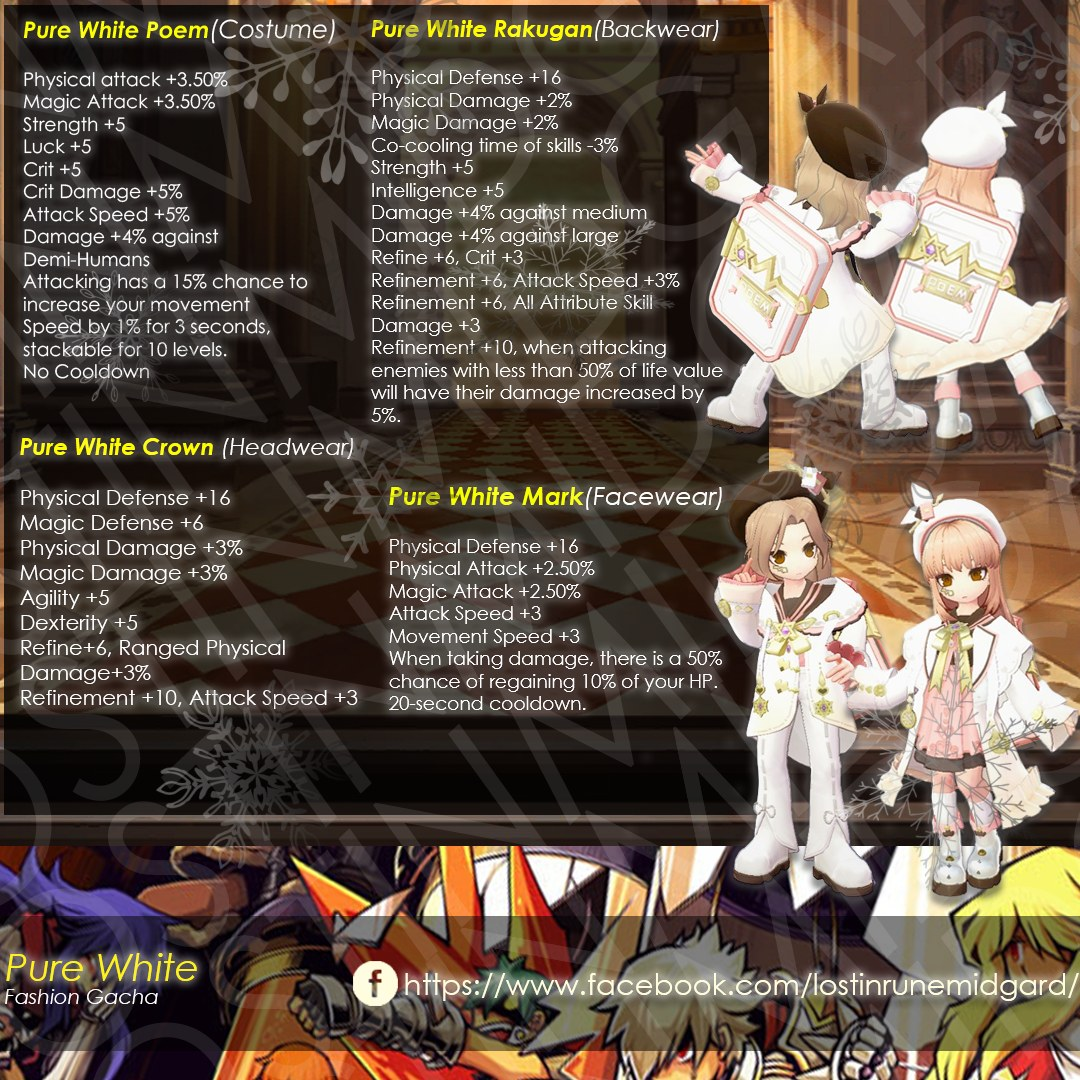 Pure White Poem(Costume)
Physical attack +3.50%
Magic Attack +3.50%
Strength +5
Luck +5
Crit +5
Crit Damage +5%
Attack Speed +5%
Damage +4% against
Demi-Humans
Attacking has a 15% chance to
increase your movement
Speed by 1% for 3 seconds,
stackable for 10 levels.
No Cooldown
Pure White Rakugan(Backwear)
Physical Defense +16
Physical Damage +2%
Magic Damage +2%
Co-cooling time of skills -3%
Strength +5
Intelligence +5
Damage +4% against medium
Damage +4% against large
Refine +6, Crit +3
Refinement +6, Attack Speed +3%
Refinement +6, All Attribute Skill
Damage +3
Refinement +10, when attacking
enemies with less than 50% of life value
will have their damage increased by
5%.
Pure White Crown (Headwear)
Physical Defense +16
Magic Defense +6
Physical Damage +3%
Magic Damage +3%
Agility +5
Dexterity +5
Refine+6, Ranged Physical
Damage+3%
Refinement +10, Attack Speed +3
Pure White Mark(Facewear)
Physical Defense +16
Physical Attack +2.50%
Magic Attack +2.50%
Attack Speed +3
Movement Speed +3
When taking damage, there is a 50%
chance of regaining 10% of your HP.
20-second cooldown.
POEM
POEM
Pure White
Fashion Gacha
f https://www.facebook.com/lostinrunemidgard/